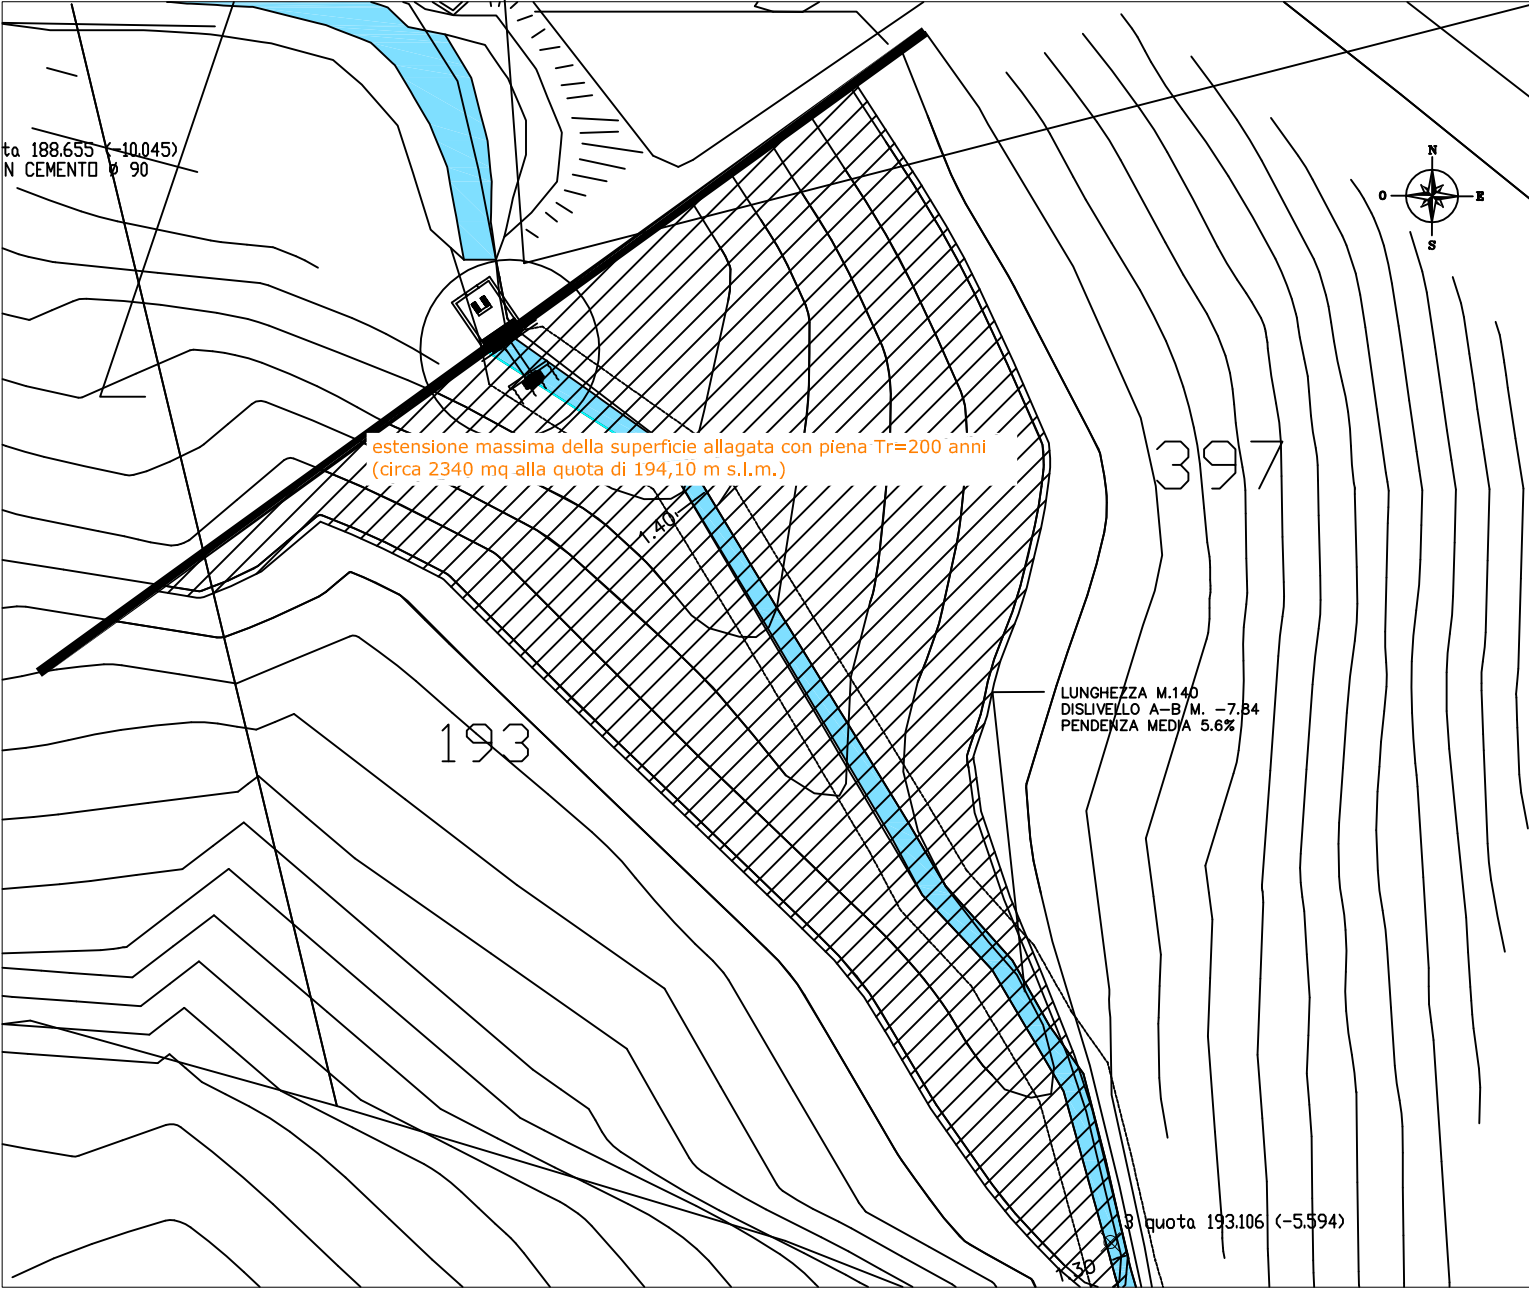 ta 188.655 (-10.045)
N CEMENTO Ø 90
N
O
E
S
estensione massima della superficie allagata con piena Tr=200 anni
(circa 2340 mq alla quota di 194,10 m s.l.m.)
397
1.40
LUNGHEZZA M.140
DISLIVELLO A-B M. -7.84
PENDENZA MEDIA 5.6%
193
3 quota 193.106 (-5.594)
1.30